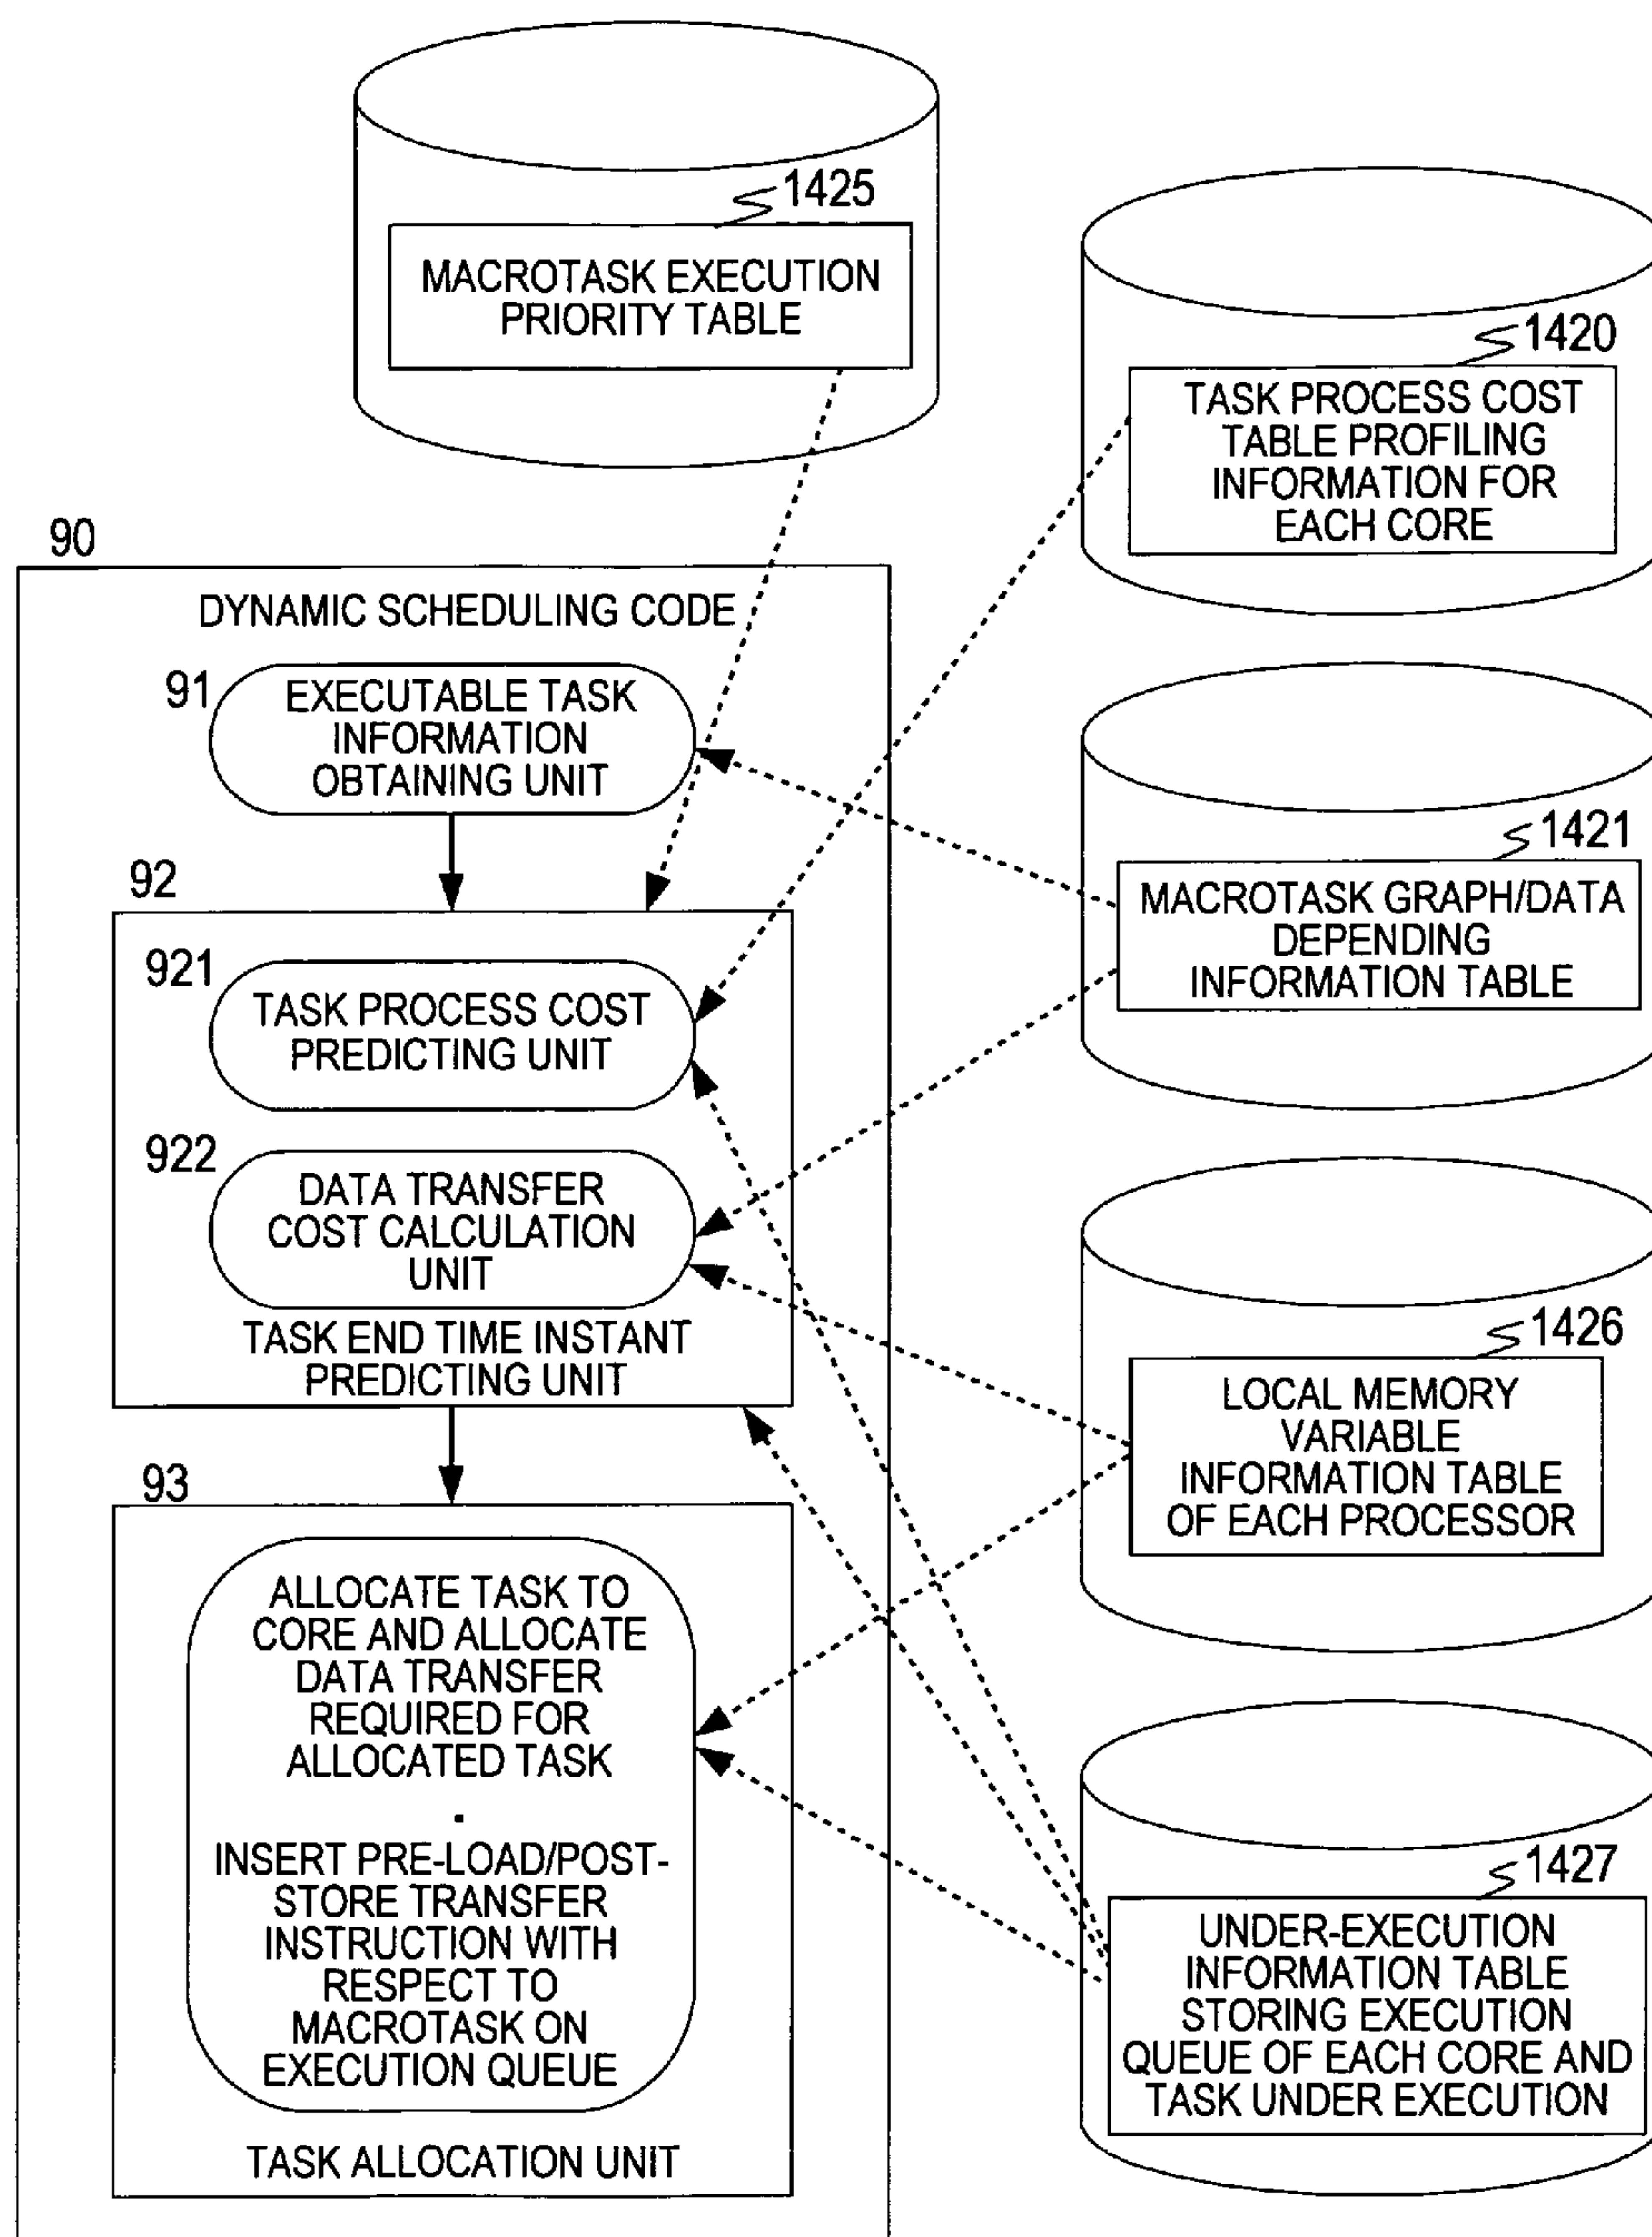 1425
MACROTASK EXECUTION
PRIORITY TABLE
1420
TASK PROCESS COST
TABLE PROFILING
INFORMATION FOR
EACH CORE
90
DYNAMIC SCHEDULING CODE
91
EXECUTABLE TASK
INFORMATION
OBTAINING UNIT
1421
MACROTASK GRAPH/DATA
DEPENDING
INFORMATION TABLE
92
921
TASK PROCESS COST
PREDICTING UNIT
922
DATA TRANSFER
COST CALCULATION
UNIT
TASK END TIME INSTANT
PREDICTING UNIT
1426
LOCAL MEMORY
VARIABLE
INFORMATION TABLE
OF EACH PROCESSOR
93
ALLOCATE TASK TO
CORE AND ALLOCATE
DATA TRANSFER
REQUIRED FOR
ALLOCATED TASK
.
INSERT PRE-LOAD/POST-
STORE TRANSFER
INSTRUCTION WITH
RESPECT TO
MACROTASK ON
EXECUTION QUEUE
TASK ALLOCATION UNIT
1427
UNDER-EXECUTION
INFORMATION TABLE
STORING EXECUTION
QUEUE OF EACH CORE AND
TASK UNDER EXECUTION